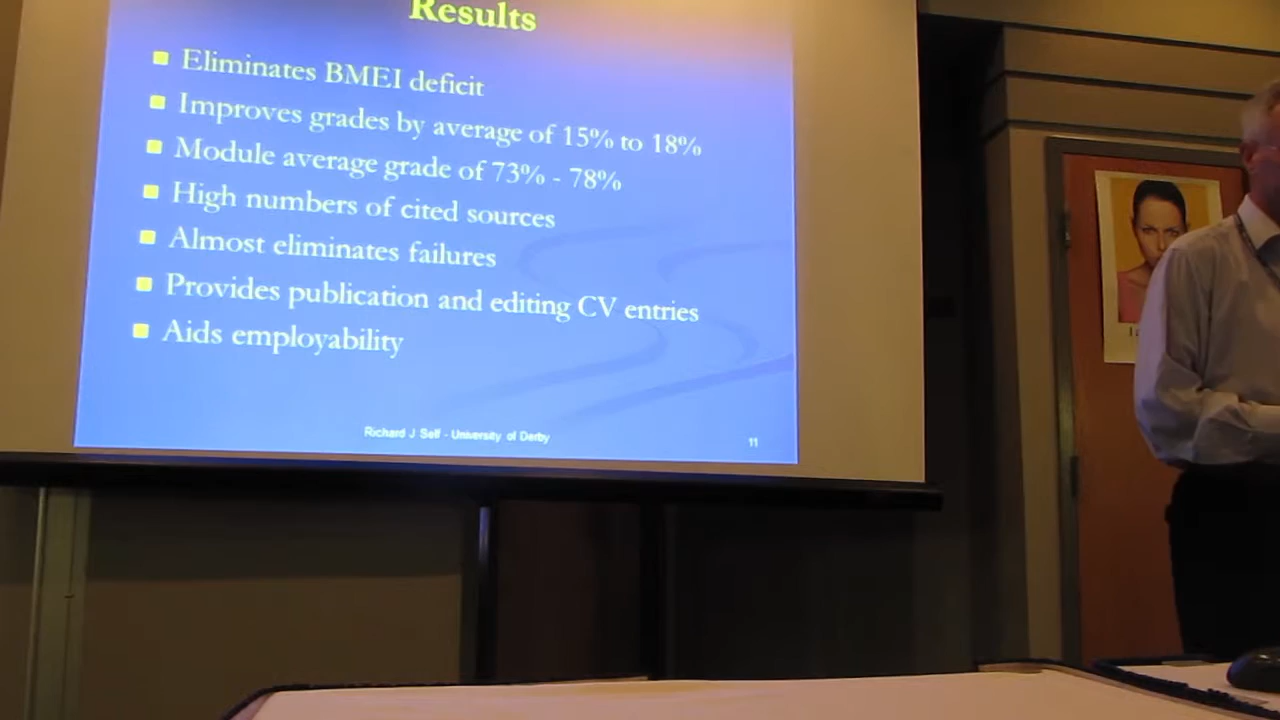 Results
Eliminates BMEI deficit
Improves grades by average of 15% to 18%
Module average grade of 73% - 78%
High numbers of cited sources
Almost eliminates failures
Provides publication and editing CV entries
Aids employability
Richard J Self - University of Derby
11